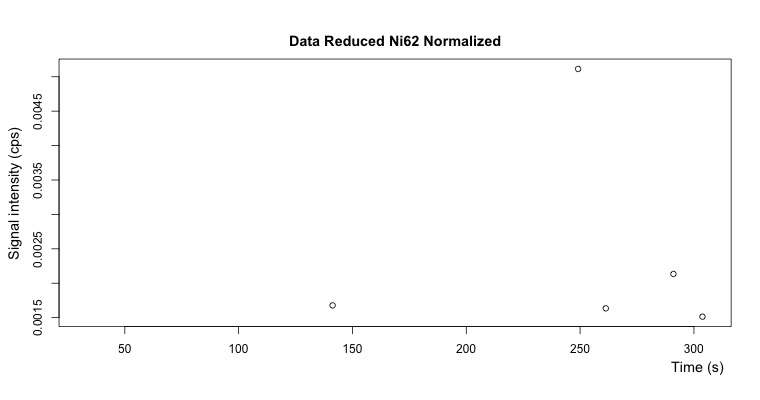 Data Reduced Ni62 Normalized
Signal intensity (cps)
0.0045
0.0035
0.0025
0.0015
50 100 150 200 250 300
Time (s)